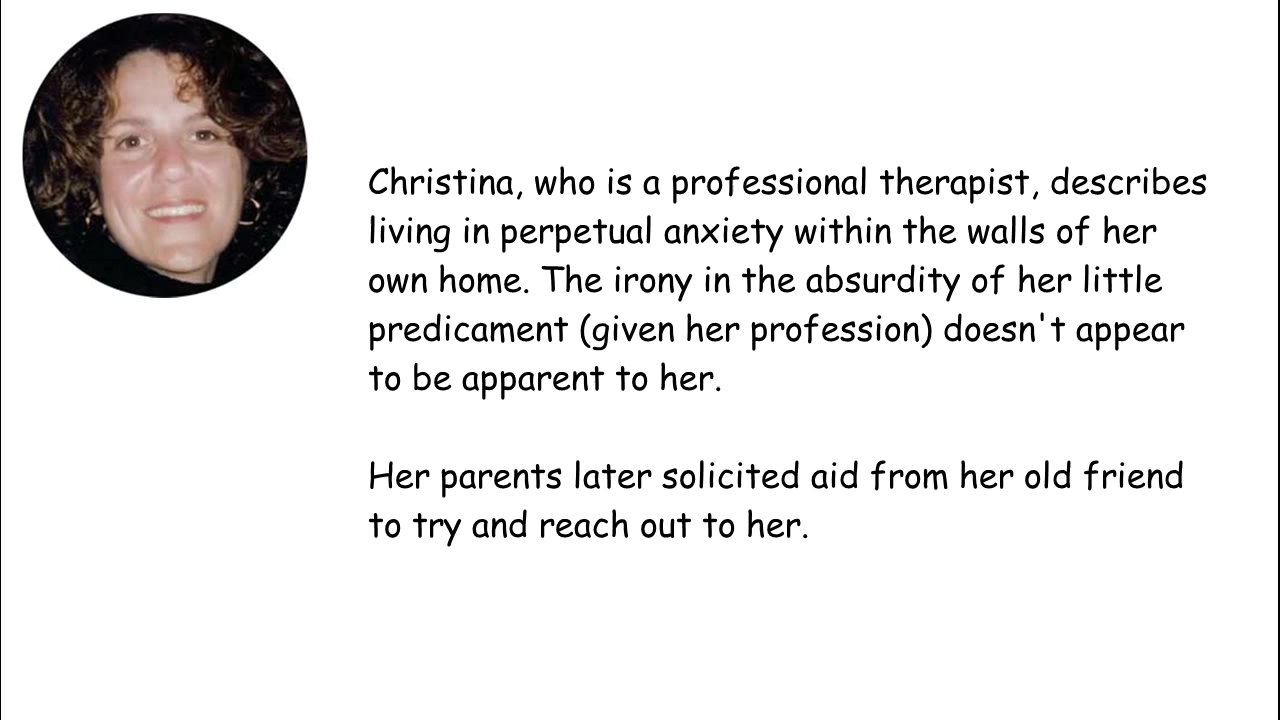 Christina, who is a professional therapist, describes
living in perpetual anxiety within the walls of her
own home. The irony in the absurdity of her little
predicament (given her profession) doesn't appear
to be apparent to her.
Her parents later solicited aid from her old friend
to try and reach out to her.